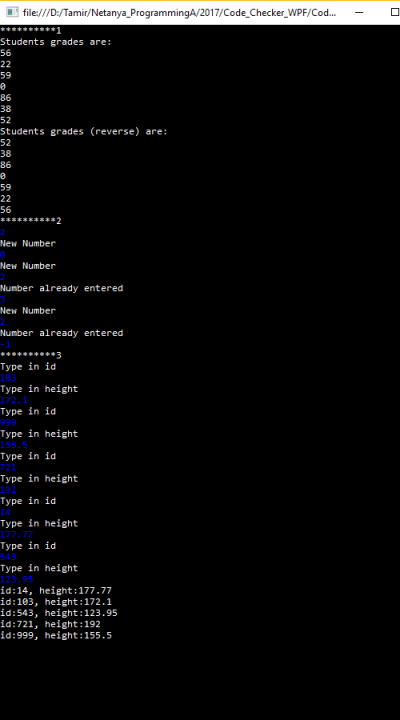 file:///D:/Tamir/Netanya_ProgrammingA/2017/Code_Checker_WPF/Cod...
**********1
Students grades are:
56
22
59
0
86
38
52
Students grades (reverse) are:
52
38
86
0
59
22
56
**********2
2
New Number
0
New Number
2
Number already entered
3
New Number
2
Number already entered
-1
**********3
Type in id
103
Type in height
172.1
Type in id
999
Type in height
155.5
Type in id
721
Type in height
192
Type in id
14
Type in height
177.77
Type in id
543
Type in height
123.95
id:14, height:177.77
id:103, height:172.1
id:543, height:123.95
id:721, height:192
id:999, height:155.5